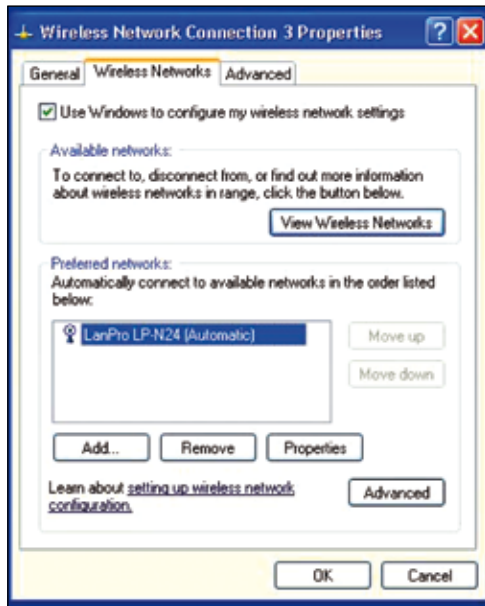 Wireless Network Connection 3 Properties
General Wireless Networks Advanced
Use Windows to configure my wireless network settings
Available networks:
To connect to, disconnect from, or find out more information
about wireless networks in range, click the button below.
View Wireless Networks
Preferred networks:
Automatically connect to available networks in the order listed
below:
LanPro LP-N24 (Automatic)
Move up
Move down
Add... Remove Properties
Learn about setting up wireless network
configuration.
Advanced
OK Cancel